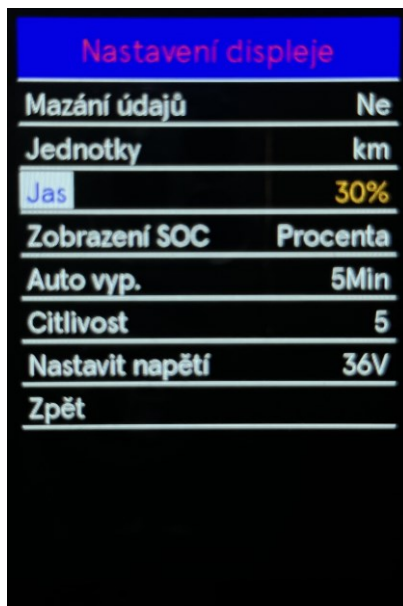 Nastavení displeje
Mazání údajů Ne
Jednotky km
Jas 30%
Zobrazení SOC Procenta
Auto vyp. 5Min
Citlivost 5
Nastavit napětí 36V
Zpět